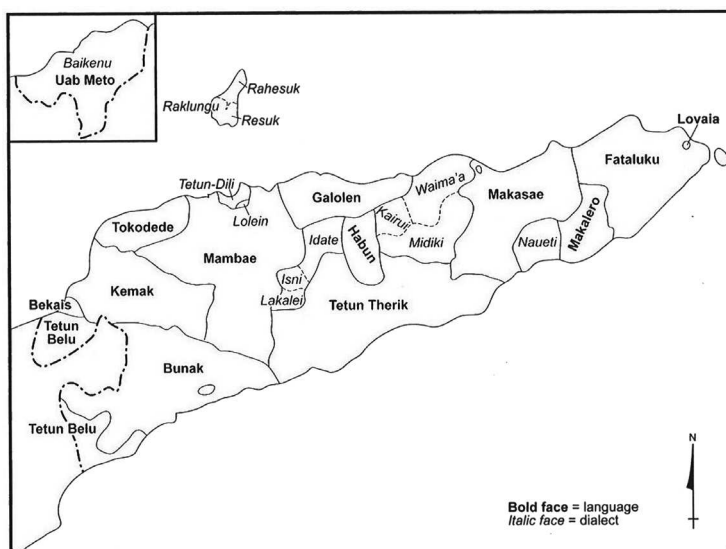 Baikenu
Uab Meto
Rahesuk
Raklungu
Resuk
Lovaia
Fataluku
Tetun-Dili
Waima'a
Galolen
Makasae
Lolein
Kairui
Makalero
Tokodede
Idate
Habun
Midiki
Naueti
Mambae
Isni
Kemak
Lakalei
Tetun Therik
Bekais
Tetun
Belu
Bunak
Tetun Belu
N
Bold face = language
Italic face = dialect